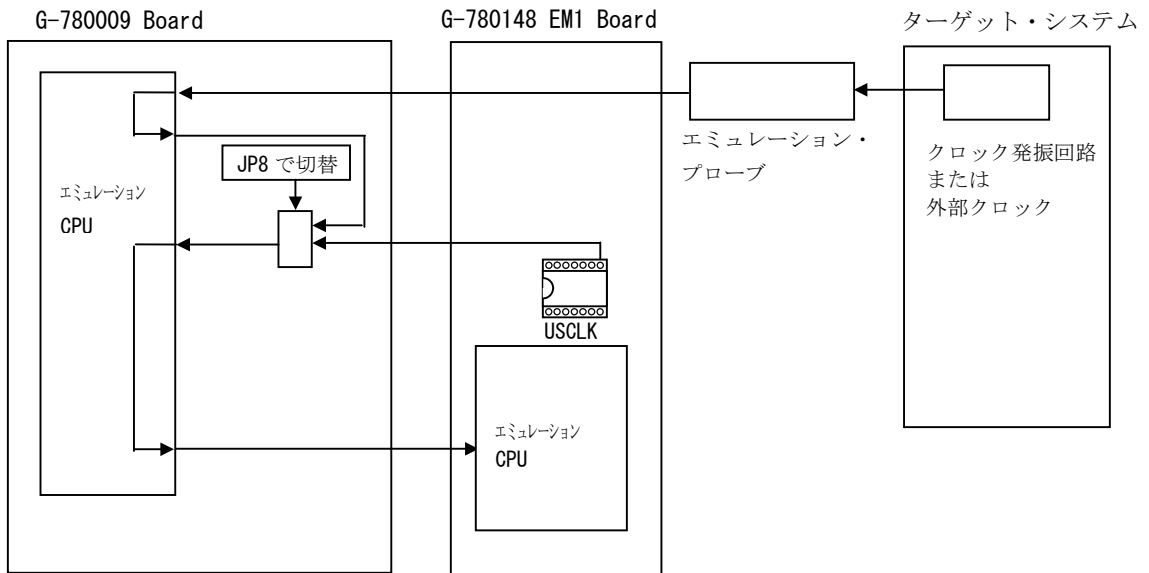 G-780009 Board
G-780148 EM1 Board
ターゲット・システム
JP8 で切替
エミュレーション・
プローブ
クロック発振回路
または
外部クロック
エミュレーション
CPU
USCLK
エミュレーション
CPU